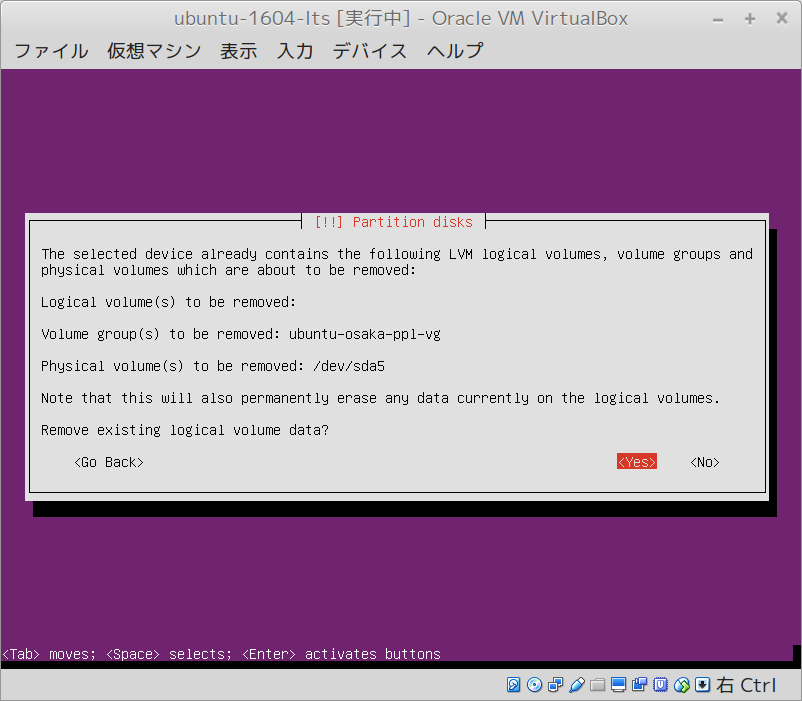 ubuntu-1604-lts [実行中] - Oracle VM VirtualBox
ファイル 仮想マシン 表示 入力 デバイス ヘルプ
[!!] Partition disks
The selected device already contains the following LVM logical volumes, volume groups and
physical volumes which are about to be removed:
Logical volume(s) to be removed:
Volume group(s) to be removed: ubuntu-osaka-ppl-vg
Physical volume(s) to be removed: /dev/sda5
Note that this will also permanently erase any data currently on the logical volumes.
Remove existing logical volume data?
<Go Back> <Yes> <No>
<Tab> moves; <Space> selects; <Enter> activates buttons
右 Ctrl